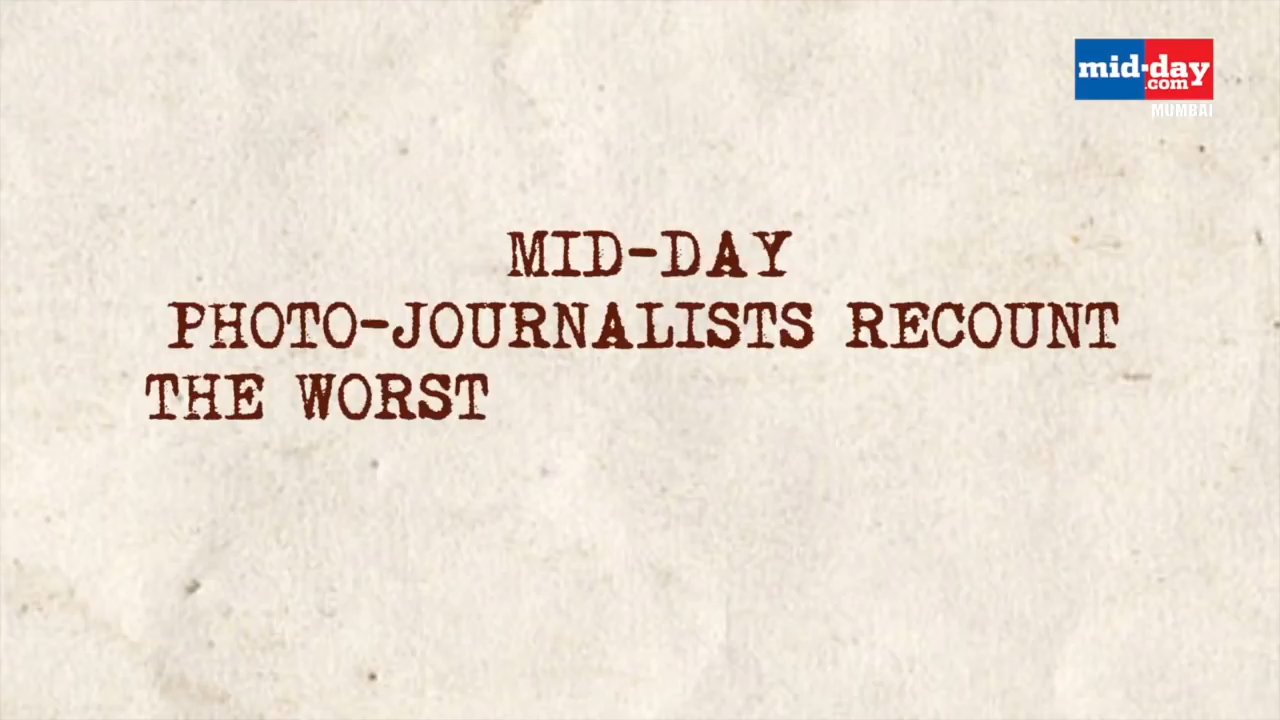 mid-day
.com
MUMBAI
MID-DAY
PHOTO-JOURNALISTS RECOUNT
THE WORST